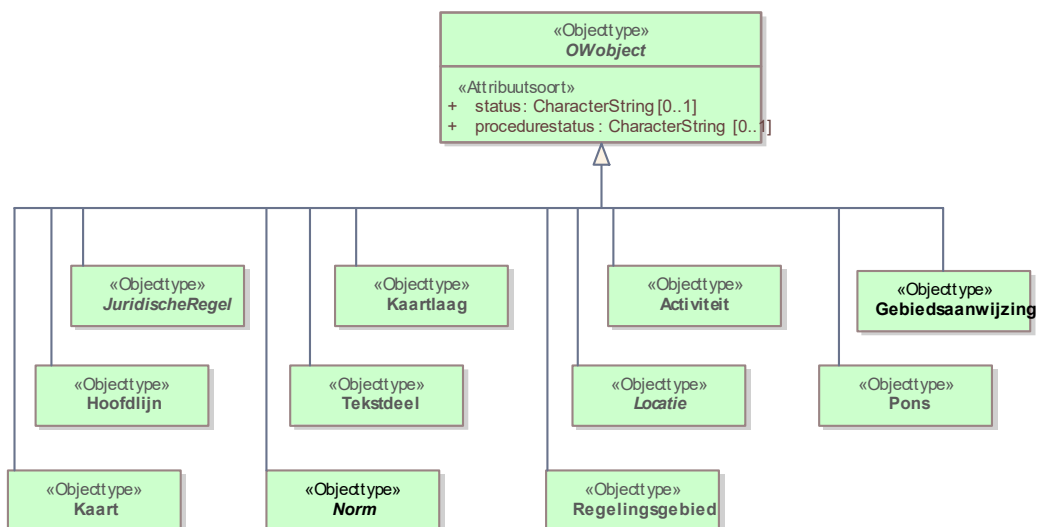 «Objecttype»
OWobject
«Attribuutsoort»
+ status: CharacterString [0..1]
+ procedurestatus: CharacterString [0..1]
«Objecttype»
JuridischeRegel
«Objecttype»
Kaartlaag
«Objecttype»
Activiteit
«Objecttype»
Gebiedsaanwijzing
«Objecttype»
Hoofdlijn
«Objecttype»
Tekstdeel
«Objecttype»
Locatie
«Objecttype»
Pons
«Objecttype»
Kaart
«Objecttype»
Norm
«Objecttype»
Regelingsgebied